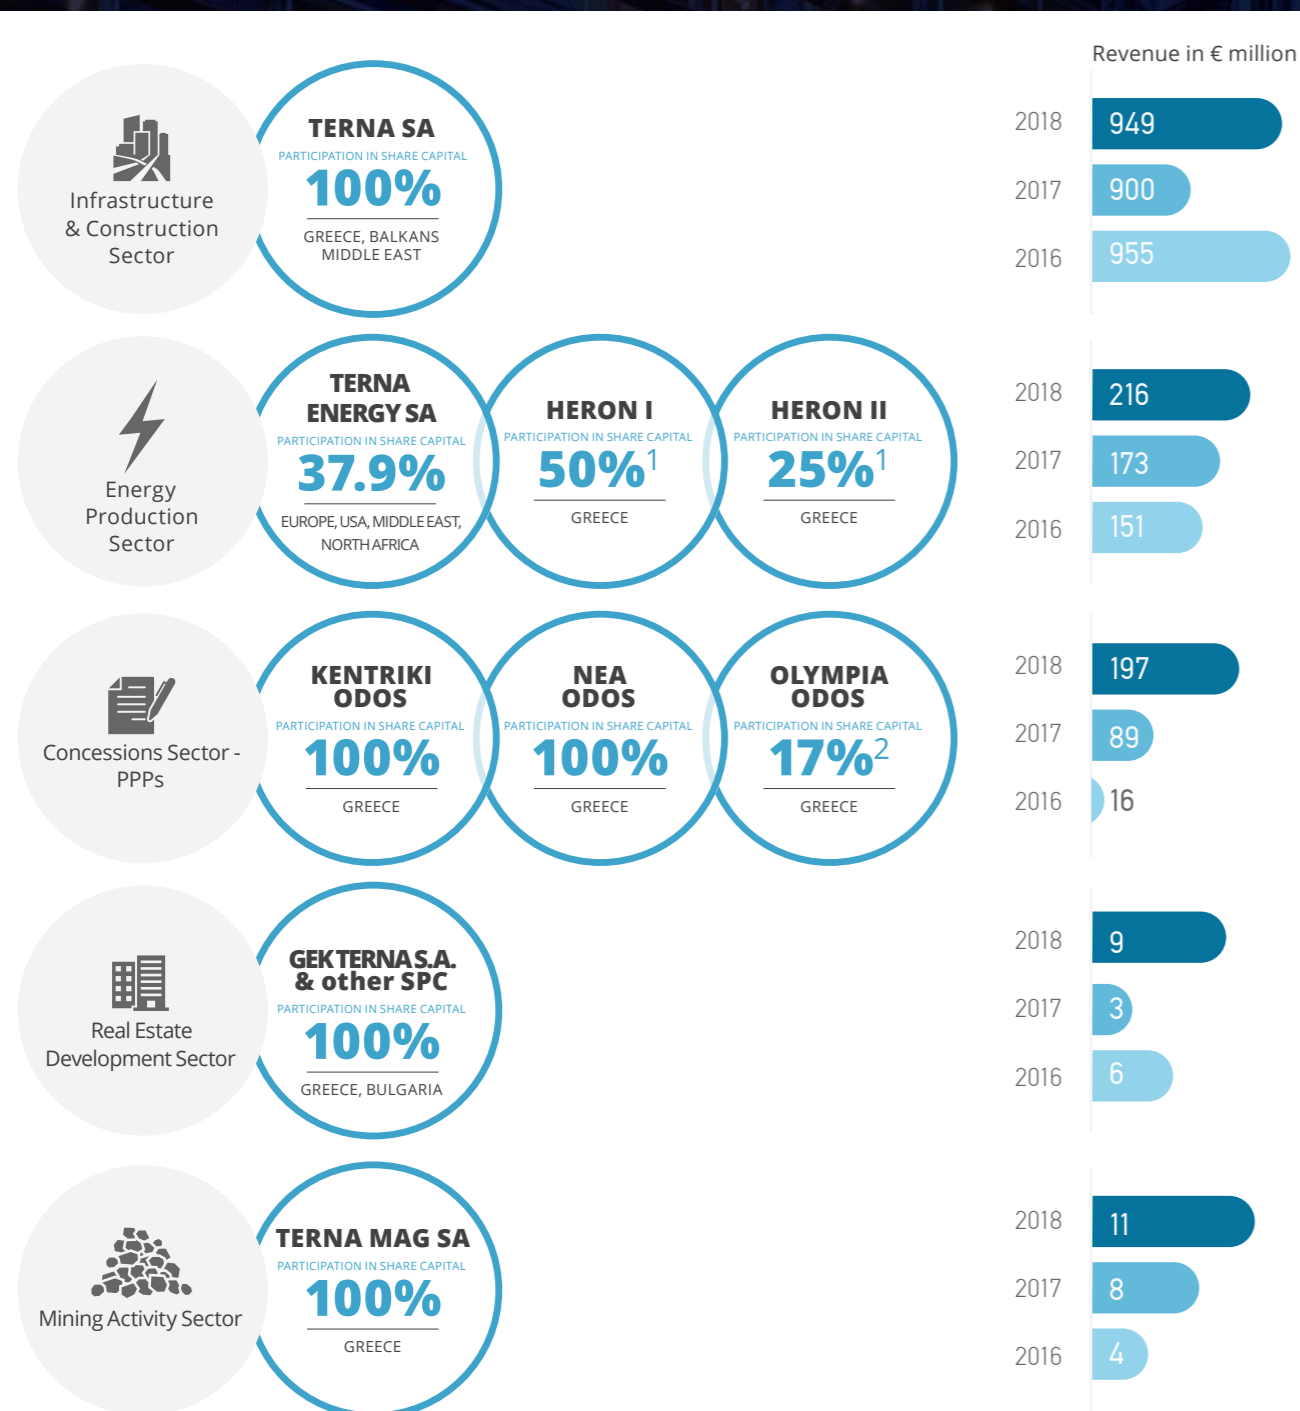 Revenue in € million
Infrastructure
& Construction
Sector
TERNA SA
PARTICIPATION IN SHARE CAPITAL
100%
GREECE, BALKANS
MIDDLE EAST
2018 949
2017 900
2016 955
Energy
Production
Sector
TERNA
ENERGY SA
PARTICIPATION IN SHARE CAPITAL
37.9%
EUROPE, USA, MIDDLE EAST,
NORTH AFRICA
HERON I
PARTICIPATION IN SHARE CAPITAL
50%1
GREECE
HERON II
PARTICIPATION IN SHARE CAPITAL
25%1
GREECE
2018 216
2017 173
2016 151
Concessions Sector -
PPPs
KENTRIKI
ODOS
PARTICIPATION IN SHARE CAPITAL
100%
GREECE
NEA
ODOS
PARTICIPATION IN SHARE CAPITAL
100%
GREECE
OLYMPIA
ODOS
PARTICIPATION IN SHARE CAPITAL
17%2
GREECE
2018 197
2017 89
2016 16
Real Estate
Development Sector
GEK TERNA S.A.
& other SPC
PARTICIPATION IN SHARE CAPITAL
100%
GREECE, BULGARIA
2018 9
2017 3
2016 6
Mining Activity Sector
TERNA MAG SA
PARTICIPATION IN SHARE CAPITAL
100%
GREECE
2018 11
2017 8
2016 4